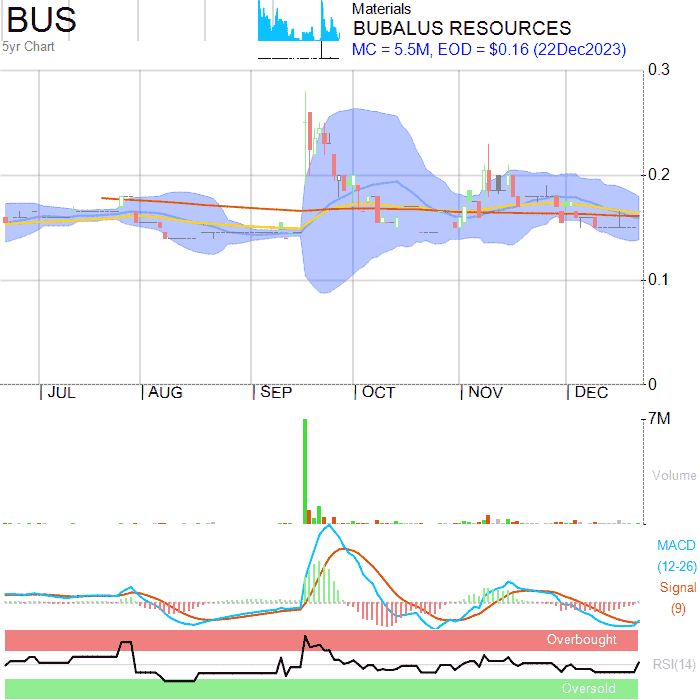 BUS
5yr Chart
Materials
BUBALUS RESOURCES
MC = 5.5M, EOD = $0.16 (22Dec2023)
0.3
0.2
0.1
0
JUL AUG SEP OCT NOV DEC
7M
Volume
MACD
(12-26)
Signal
(9)
Overbought
RSI(14)
Oversold